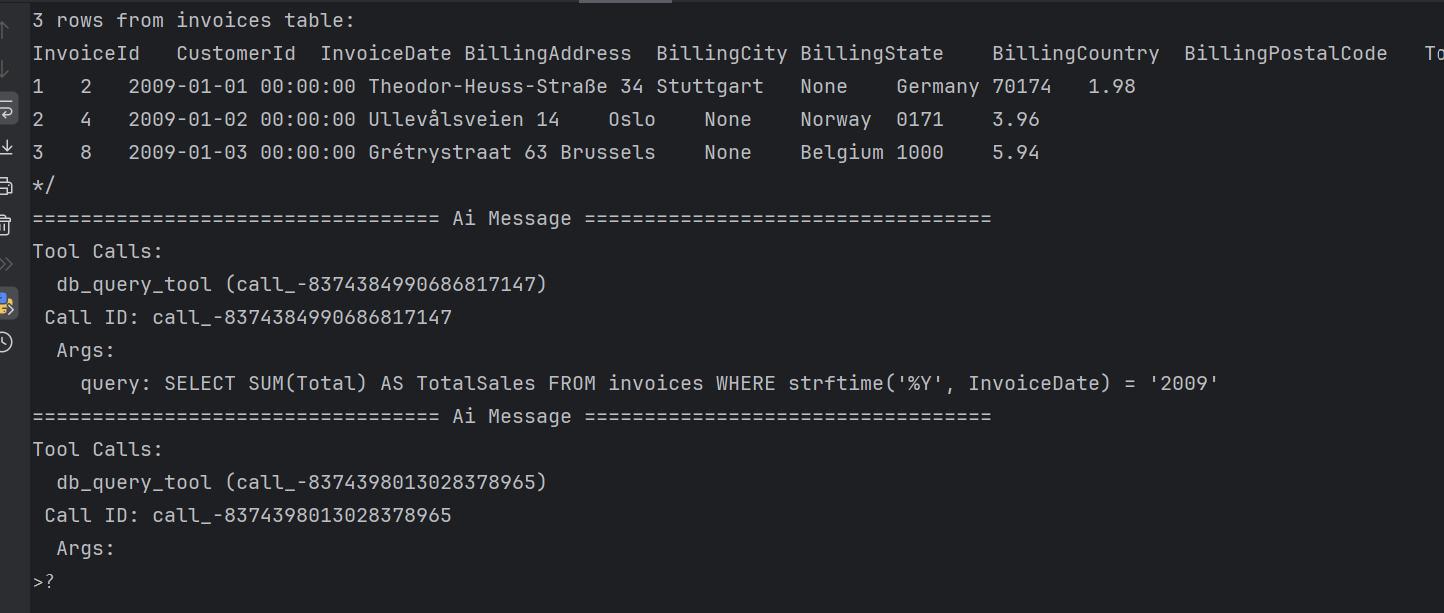 3 rows from invoices table:
InvoiceId   CustomerId  InvoiceDate BillingAddress  BillingCity BillingState    BillingCountry  BillingPostalCode   To
1   2   2009-01-01 00:00:00 Theodor-Heuss-Straße 34 Stuttgart   None    Germany 70174   1.98
2   4   2009-01-02 00:00:00 Ullevålsveien 14    Oslo    None    Norway  0171    3.96
3   8   2009-01-03 00:00:00 Grétrystraat 63 Brussels    None    Belgium 1000    5.94
*/
================================== Ai Message ==================================
Tool Calls:
  db_query_tool (call_-8374384990686817147)
 Call ID: call_-8374384990686817147
  Args:
    query: SELECT SUM(Total) AS TotalSales FROM invoices WHERE strftime('%Y', InvoiceDate) = '2009'
================================== Ai Message ==================================
Tool Calls:
  db_query_tool (call_-8374398013028378965)
 Call ID: call_-8374398013028378965
  Args:
>?